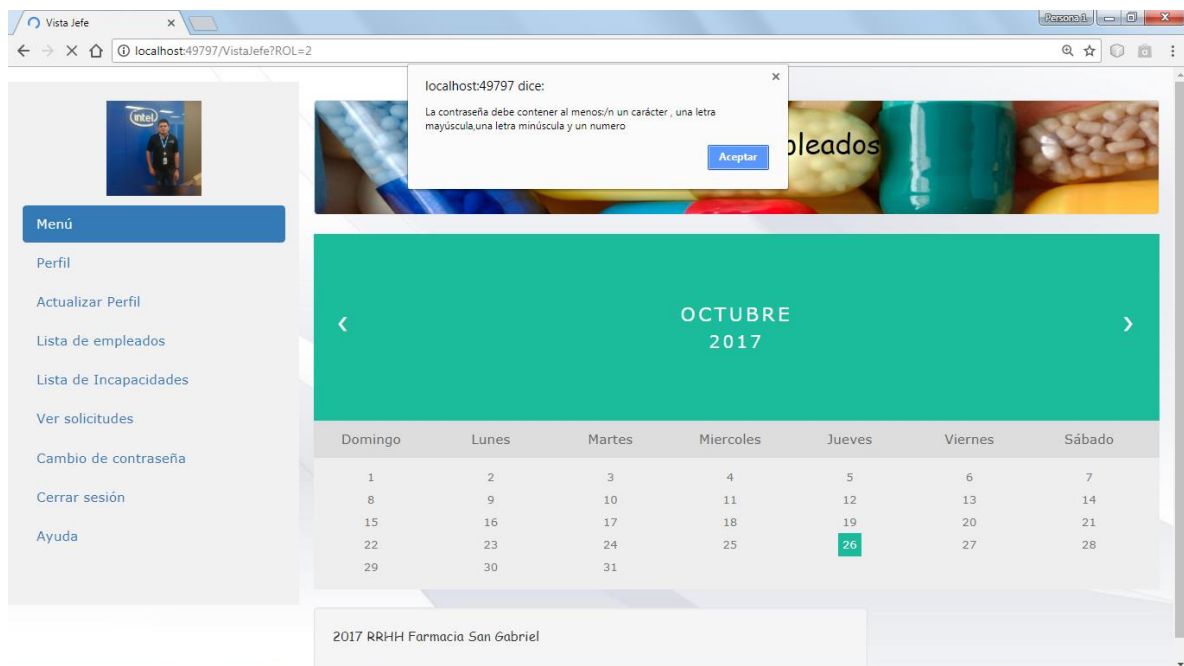 Vista Jefe
Persona 1
localhost:49797/VistaJefe?ROL=2
localhost:49797 dice:
La contraseña debe contener al menos:/n un carácter , una letra
mayúscula,una letra minúscula y un numero
Aceptar
pleados
intel
Menú
Perfil
Actualizar Perfil
Lista de empleados
Lista de Incapacidades
Ver solicitudes
Cambio de contraseña
Cerrar sesión
Ayuda
OCTUBRE
2017
Domingo Lunes Martes Miercoles Jueves Viernes Sábado
1 2 3 4 5 6 7
8 9 10 11 12 13 14
15 16 17 18 19 20 21
22 23 24 25 26 27 28
29 30 31
2017 RRHH Farmacia San Gabriel